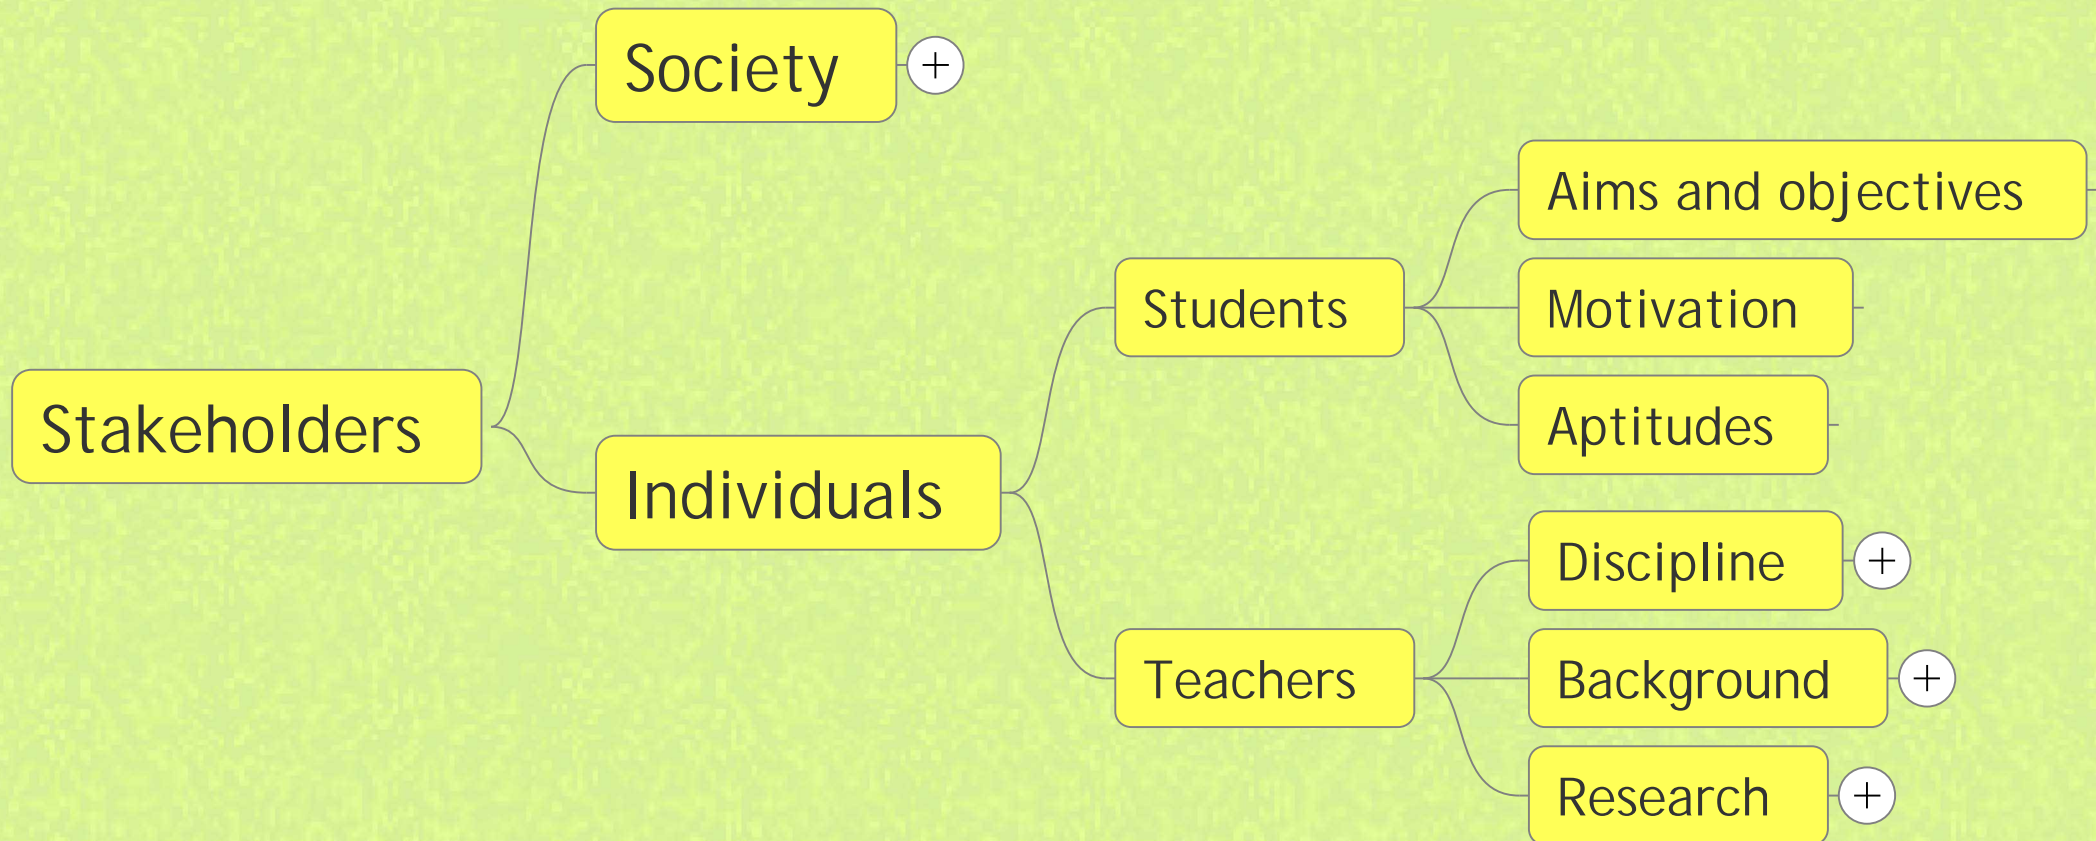 Stakeholders
Society
Individuals
Students
Aims and objectives
Motivation
Aptitudes
Teachers
Discipline
Background
Research